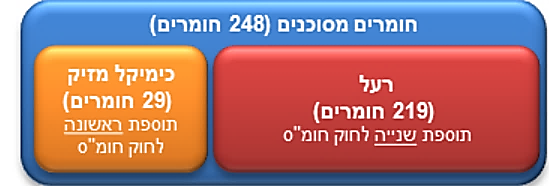 חומרים מסוכנים (248 חומרים)
רעל
(219 חומרים)
תוספת שנייה לחוק חומ"ס
כימיקל מזיק
(29 חומרים)
תוספת ראשונה
לחוק חומ"ס